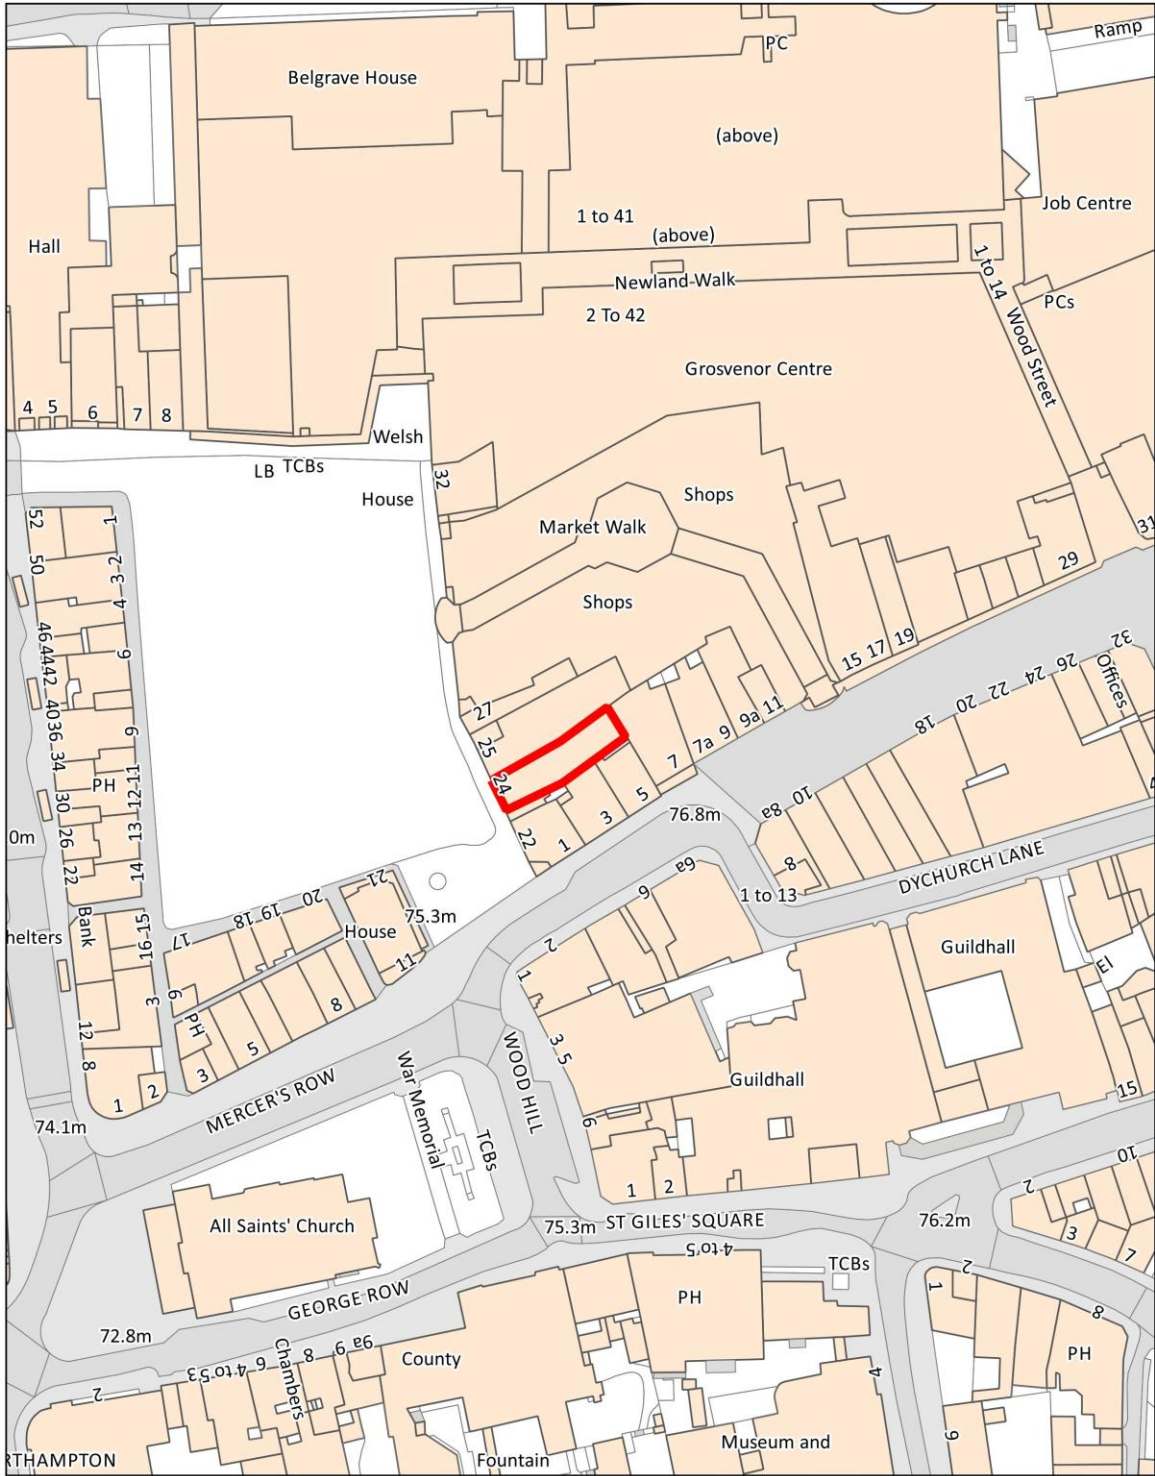 Ramp
PC
Belgrave House
(above)
Job Centre
1 to 41
(above)
Hall
Newland Walk
1 to 14
Wood Street
PCs
2 To 42
Grosvenor Centre
4 5 6 7 8
Welsh
LB TCBs
32
House
Shops
Market Walk
52
1
50
2
3
4
29
31
Shops
46
44
42
6
15 17 19
32
26
24
22
20
18
Offices
27
25
24
40
36
34
9
11
9a
9
7a
7
PH
12-11
30
13
26
22
14
0m
5
3
1
22
76.8m
10
8a
8
DYCHURCH LANE
21
20
19
18
17
75.3m
House
11
6a
6
1 to 13
2
1
Bank
16-15
helters
Guildhall
El
3
9
PH
8
5
3
12
8
2
1
3
5
WOOD HILL
War Memorial
TCBs
Guildhall
MERCER'S ROW
74.1m
6
15
10
1 2
2
All Saints' Church
75.3m
ST GILES' SQUARE
76.2m
3
7
4 to 5
TCBs
2
1
8
GEORGE ROW
PH
72.8m
9a
9
8
Chambers
6
4 to 5
3
2
County
4
PH
9
RTHAMPTON
Fountain
Museum and